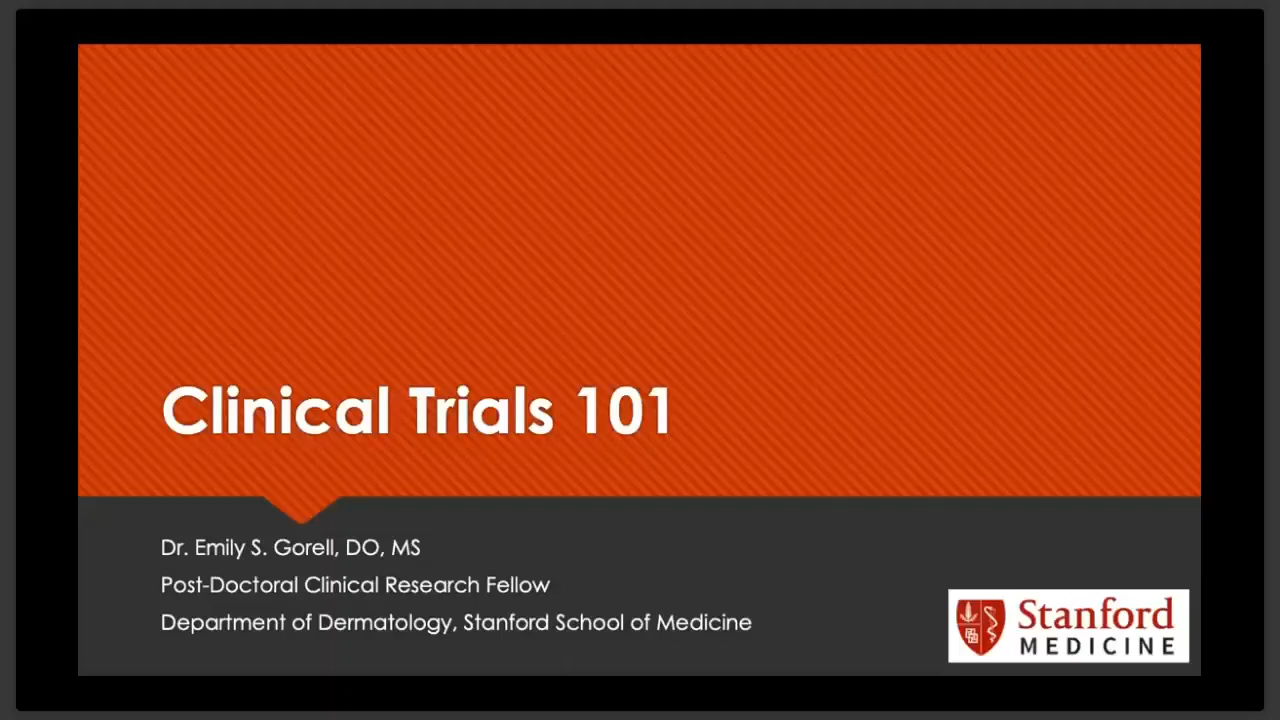 Clinical Trials 101
Dr. Emily S. Gorell, DO, MS
Post-Doctoral Clinical Research Fellow
Department of Dermatology, Stanford School of Medicine
Stanford
MEDICINE